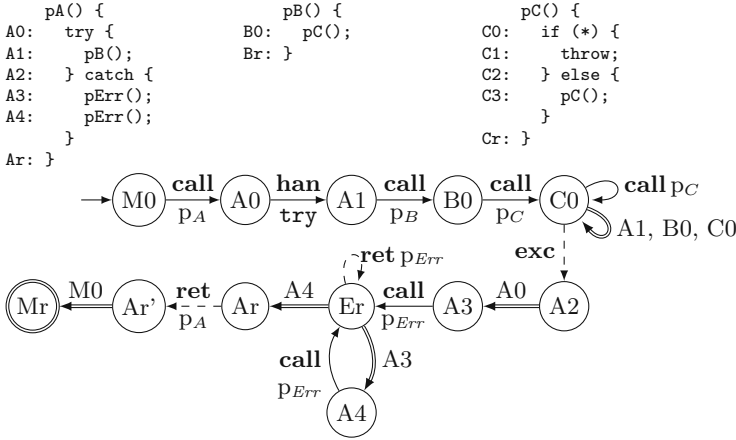 pA() {
A0: try {
A1: pB();
A2: } catch {
A3: pErr();
A4: pErr();
}
Ar: }
pB() {
B0: pC();
Br: }
pC() {
C0: if (*) {
C1: throw;
C2: } else {
C3: pC();
}
Cr: }
M0 call pA A0 han try A1 call pB B0 call pC C0 call pC
A1, B0, C0
exc
Mr M0 Ar' ret pA Ar A4 Er ret pErr call pErr A3 A0 A2
call pErr A3
A4